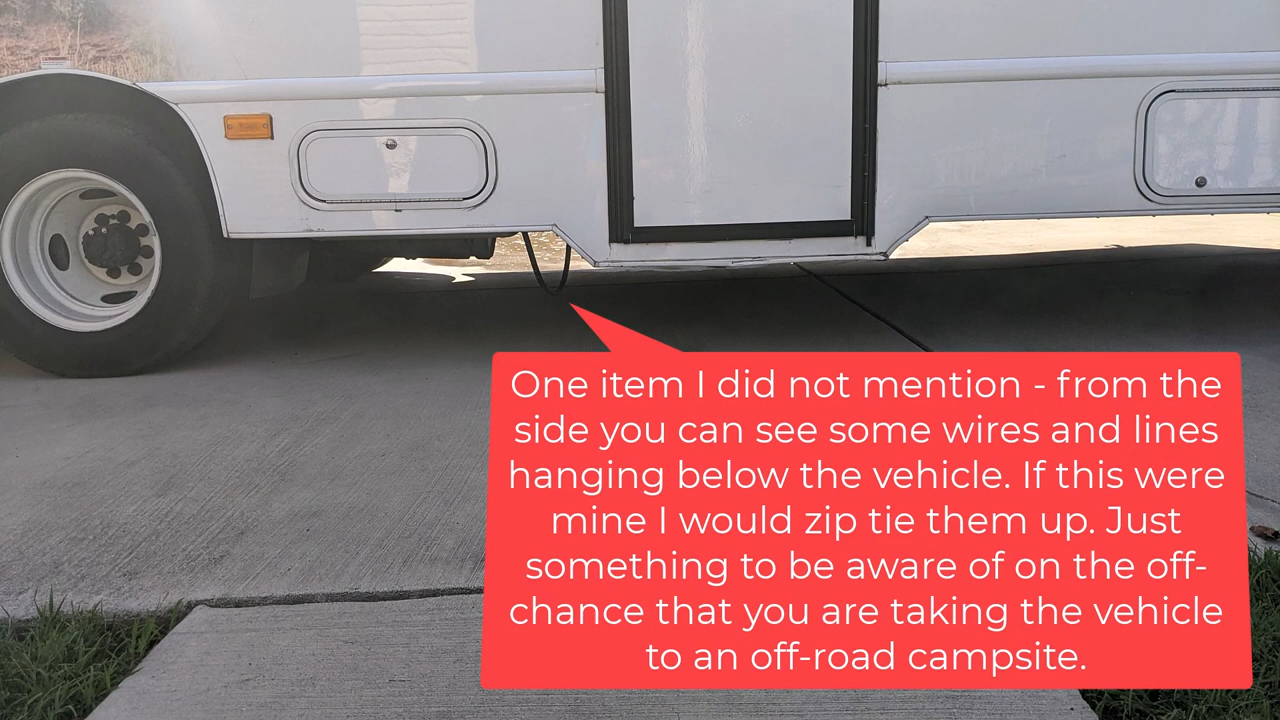 One item I did not mention - from the
side you can see some wires and lines
hanging below the vehicle. If this were
mine I would zip tie them up. Just
something to be aware of on the off-
chance that you are taking the vehicle
to an off-road campsite.